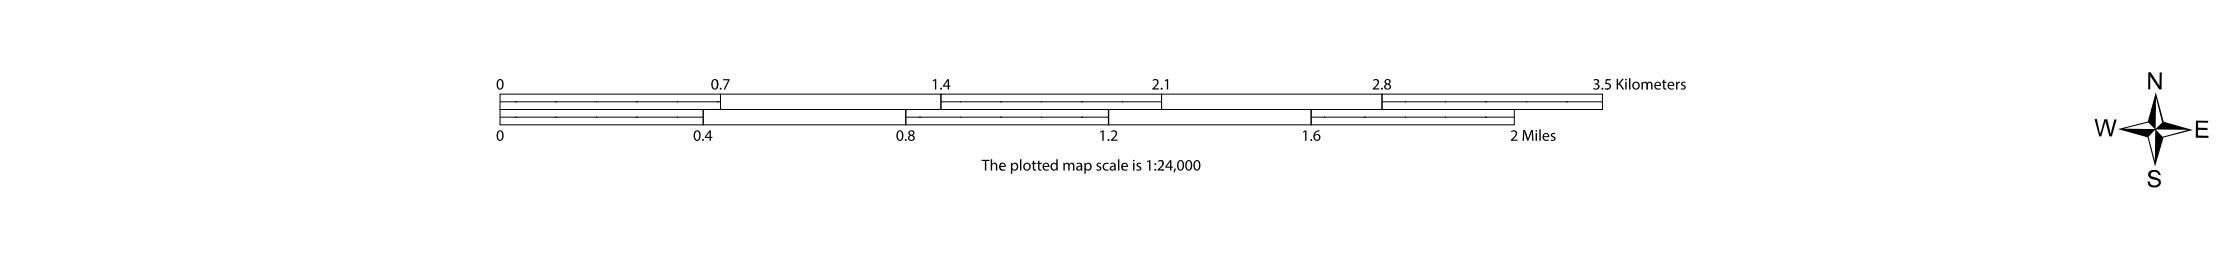 0 0.7 1.4 2.1 2.8 3.5 Kilometers
0 0.4 0.8 1.2 1.6 2 Miles
The plotted map scale is 1:24,000
N
W E
S